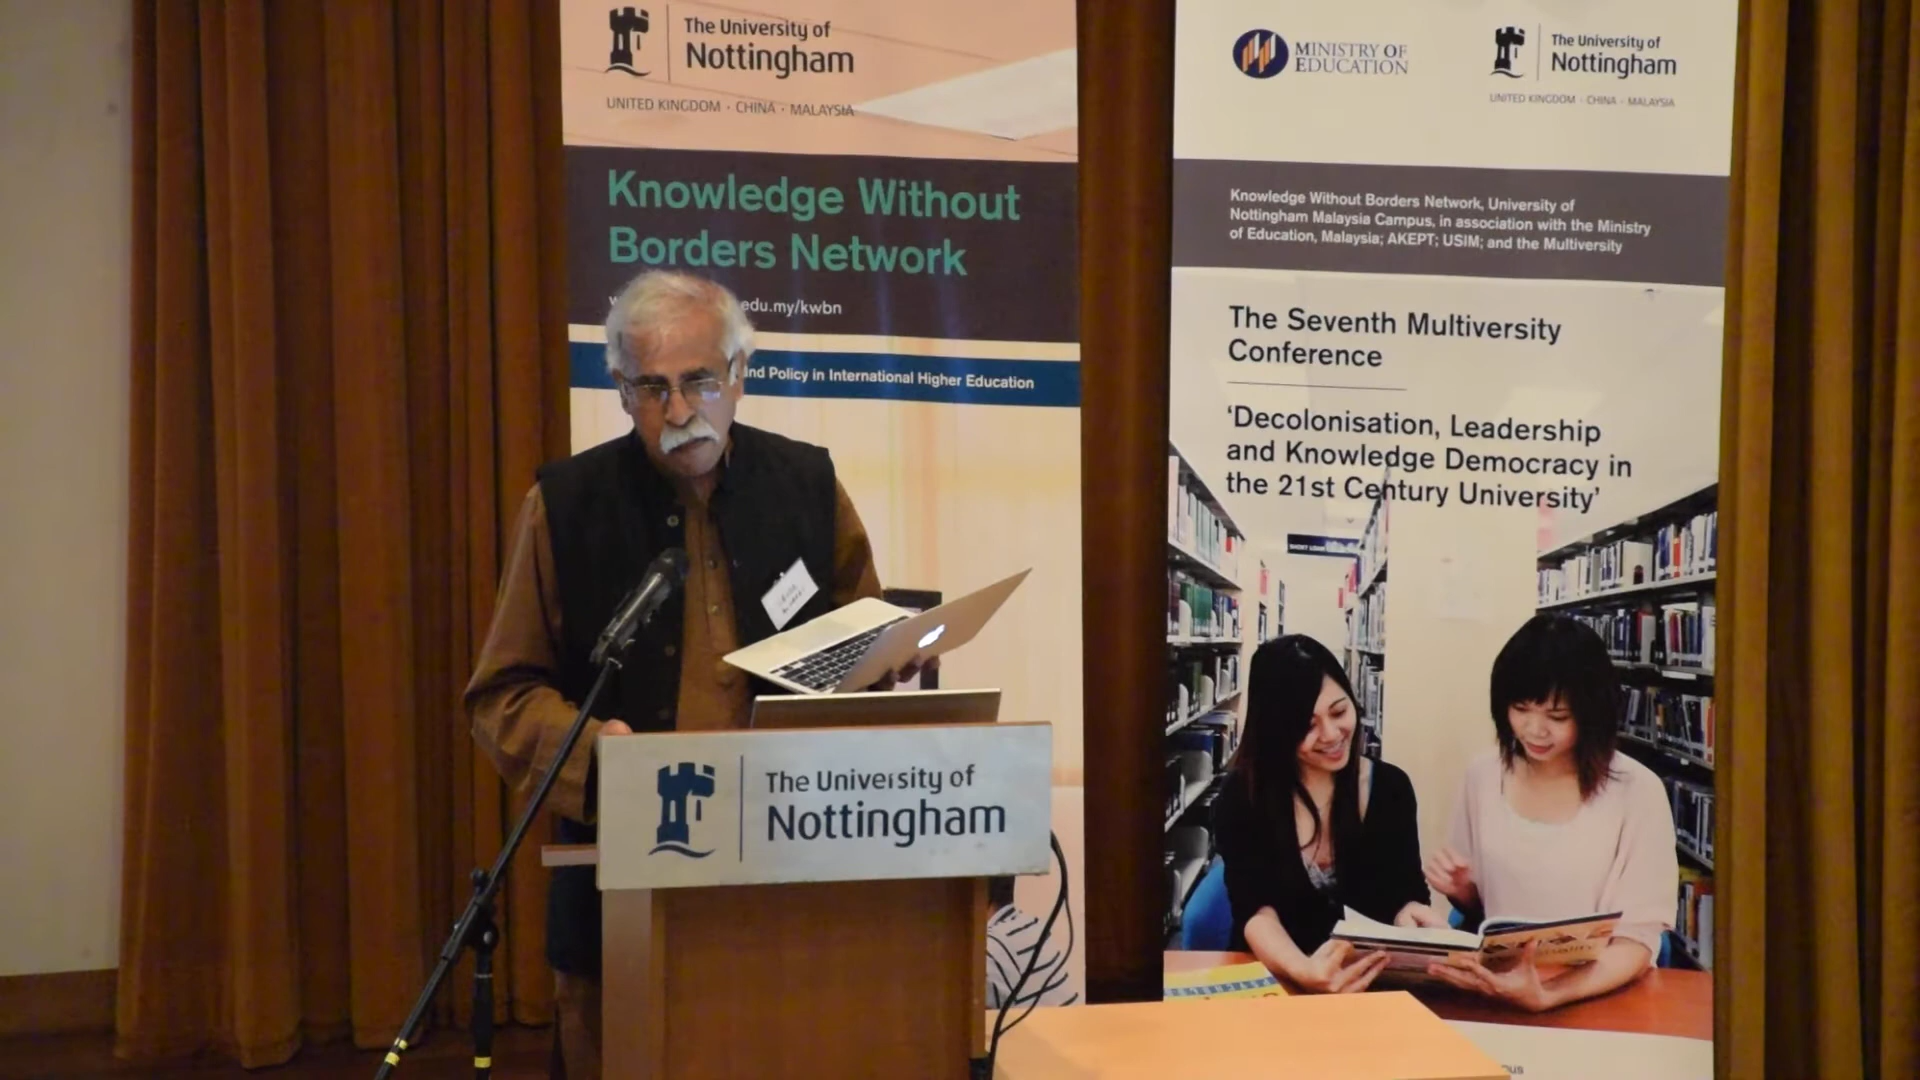 The University of
Nottingham
UNITED KINGDOM · CHINA · MALAYSIA
Knowledge Without
Borders Network
edu.my/kwbn
and Policy in International Higher Education
MINISTRY OF
EDUCATION
The University of
Nottingham
UNITED KINGDOM · CHINA · MALAYSIA
Knowledge Without Borders Network, University of
Nottingham Malaysia Campus, in association with the Ministry
of Education, Malaysia; AKEPT; USIM; and the Multiversity
The Seventh Multiversity
Conference
‘Decolonisation, Leadership
and Knowledge Democracy in
the 21st Century University’
SHORT LOAN
The University of
Nottingham